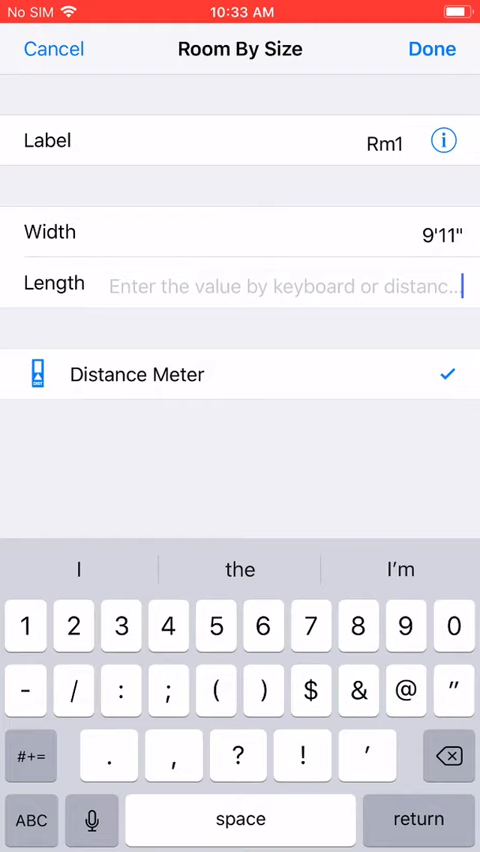 No SIM 10:33 AM
Cancel Room By Size Done
Label Rm1
Width 9'11"
Length Enter the value by keyboard or distanc...
Distance Meter
I the I'm
1 2 3 4 5 6 7 8 9 0
- / : ; ( ) $ & @ "
#+= . , ? ! '
ABC space return